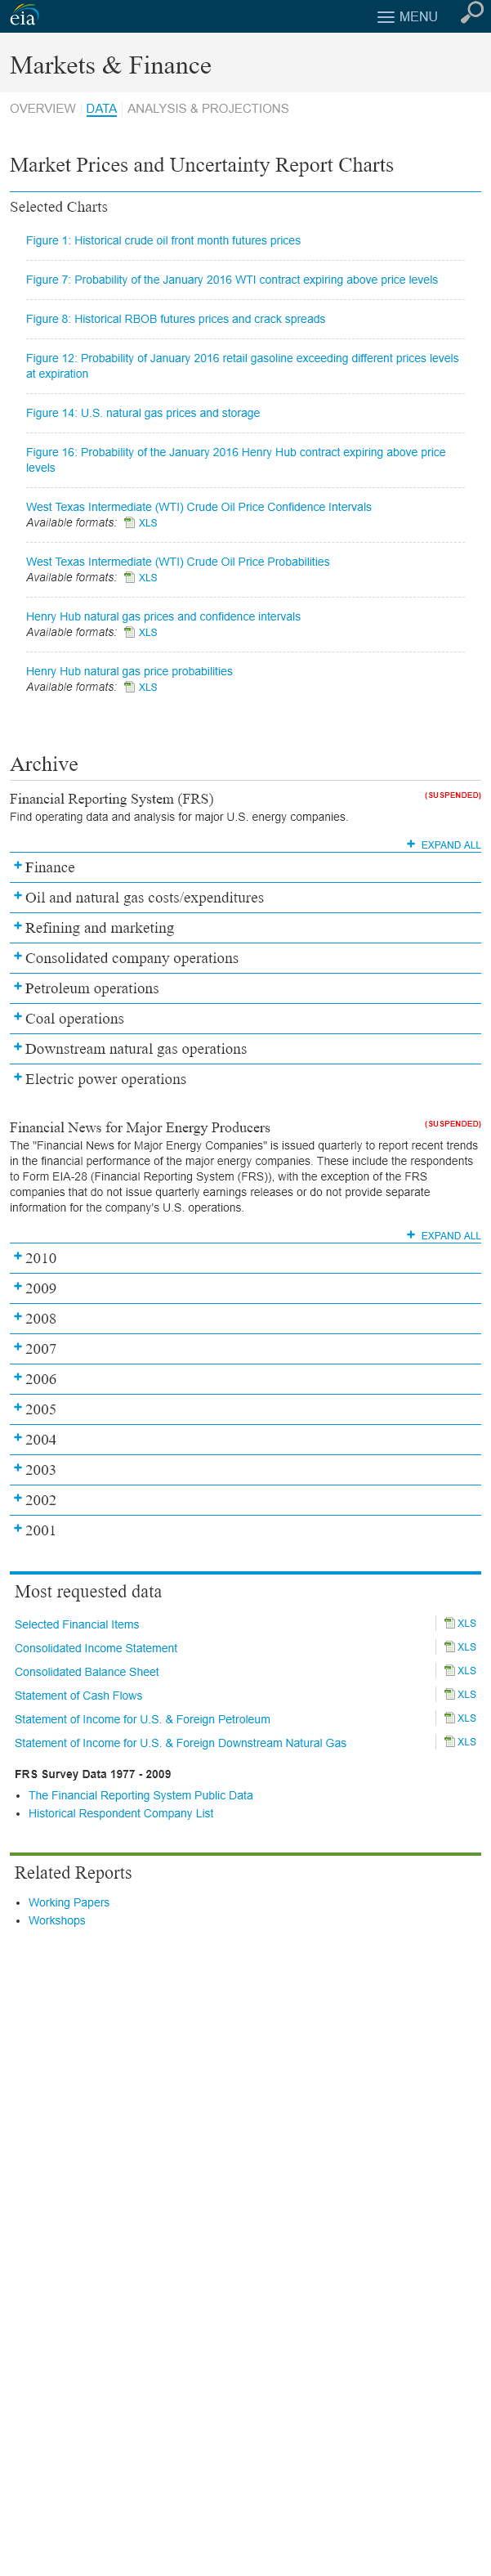 eia
MENU
Markets & Finance
OVERVIEW DATA ANALYSIS & PROJECTIONS
Market Prices and Uncertainty Report Charts
Selected Charts
Figure 1: Historical crude oil front month futures prices
Figure 7: Probability of the January 2016 WTI contract expiring above price levels
Figure 8: Historical RBOB futures prices and crack spreads
Figure 12: Probability of January 2016 retail gasoline exceeding different prices levels
at expiration
Figure 14: U.S. natural gas prices and storage
Figure 16: Probability of the January 2016 Henry Hub contract expiring above price
levels
West Texas Intermediate (WTI) Crude Oil Price Confidence Intervals
Available formats: XLS
West Texas Intermediate (WTI) Crude Oil Price Probabilities
Available formats: XLS
Henry Hub natural gas prices and confidence intervals
Available formats: XLS
Henry Hub natural gas price probabilities
Available formats: XLS
Archive
Financial Reporting System (FRS) (SUSPENDED)
Find operating data and analysis for major U.S. energy companies.
+ EXPAND ALL
+ Finance
+ Oil and natural gas costs/expenditures
+ Refining and marketing
+ Consolidated company operations
+ Petroleum operations
+ Coal operations
+ Downstream natural gas operations
+ Electric power operations
Financial News for Major Energy Producers (SUSPENDED)
The "Financial News for Major Energy Companies" is issued quarterly to report recent trends
in the financial performance of the major energy companies. These include the respondents
to Form EIA-28 (Financial Reporting System (FRS)), with the exception of the FRS
companies that do not issue quarterly earnings releases or do not provide separate
information for the company's U.S. operations.
+ EXPAND ALL
+ 2010
+ 2009
+ 2008
+ 2007
+ 2006
+ 2005
+ 2004
+ 2003
+ 2002
+ 2001
Most requested data
Selected Financial Items XLS
Consolidated Income Statement XLS
Consolidated Balance Sheet XLS
Statement of Cash Flows XLS
Statement of Income for U.S. & Foreign Petroleum XLS
Statement of Income for U.S. & Foreign Downstream Natural Gas XLS
FRS Survey Data 1977 - 2009
• The Financial Reporting System Public Data
• Historical Respondent Company List
Related Reports
• Working Papers
• Workshops